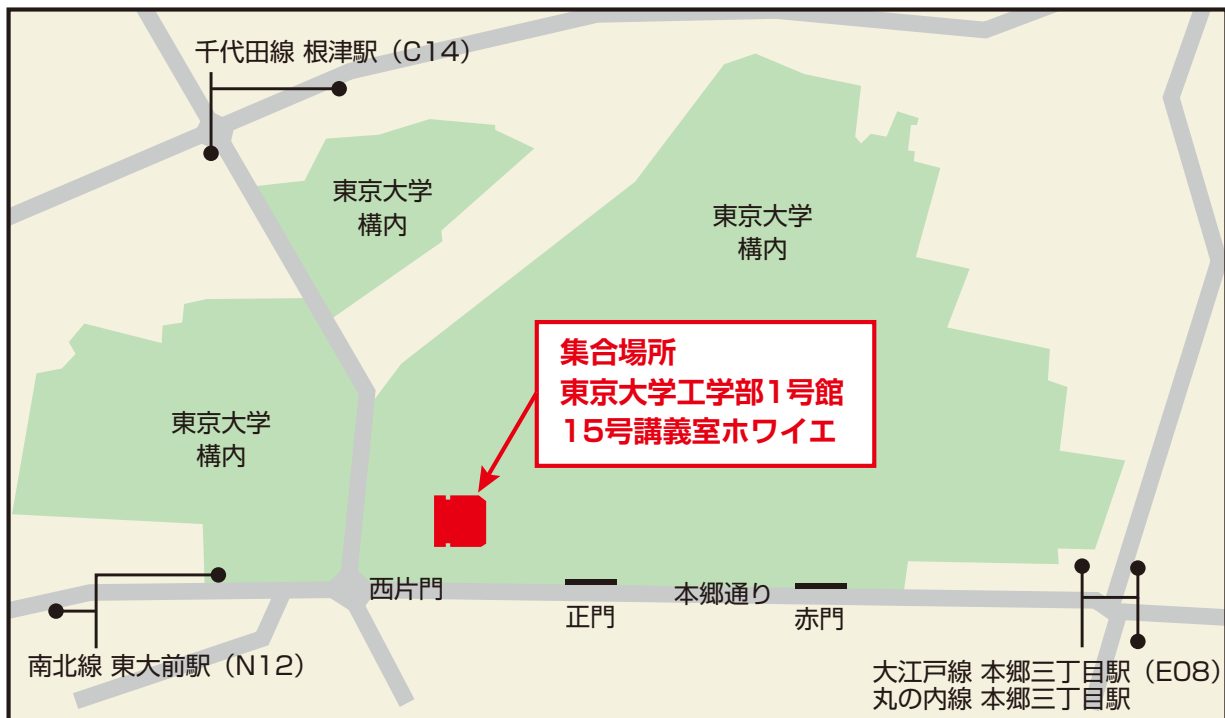 千代田線 根津駅（C14）
東京大学
構内
東京大学
構内
集合場所
東京大学工学部1号館
15号講義室ホワイエ
東京大学
構内
西片門
正門
本郷通り
赤門
南北線 東大前駅（N12）
大江戸線 本郷三丁目駅（E08）
丸の内線 本郷三丁目駅